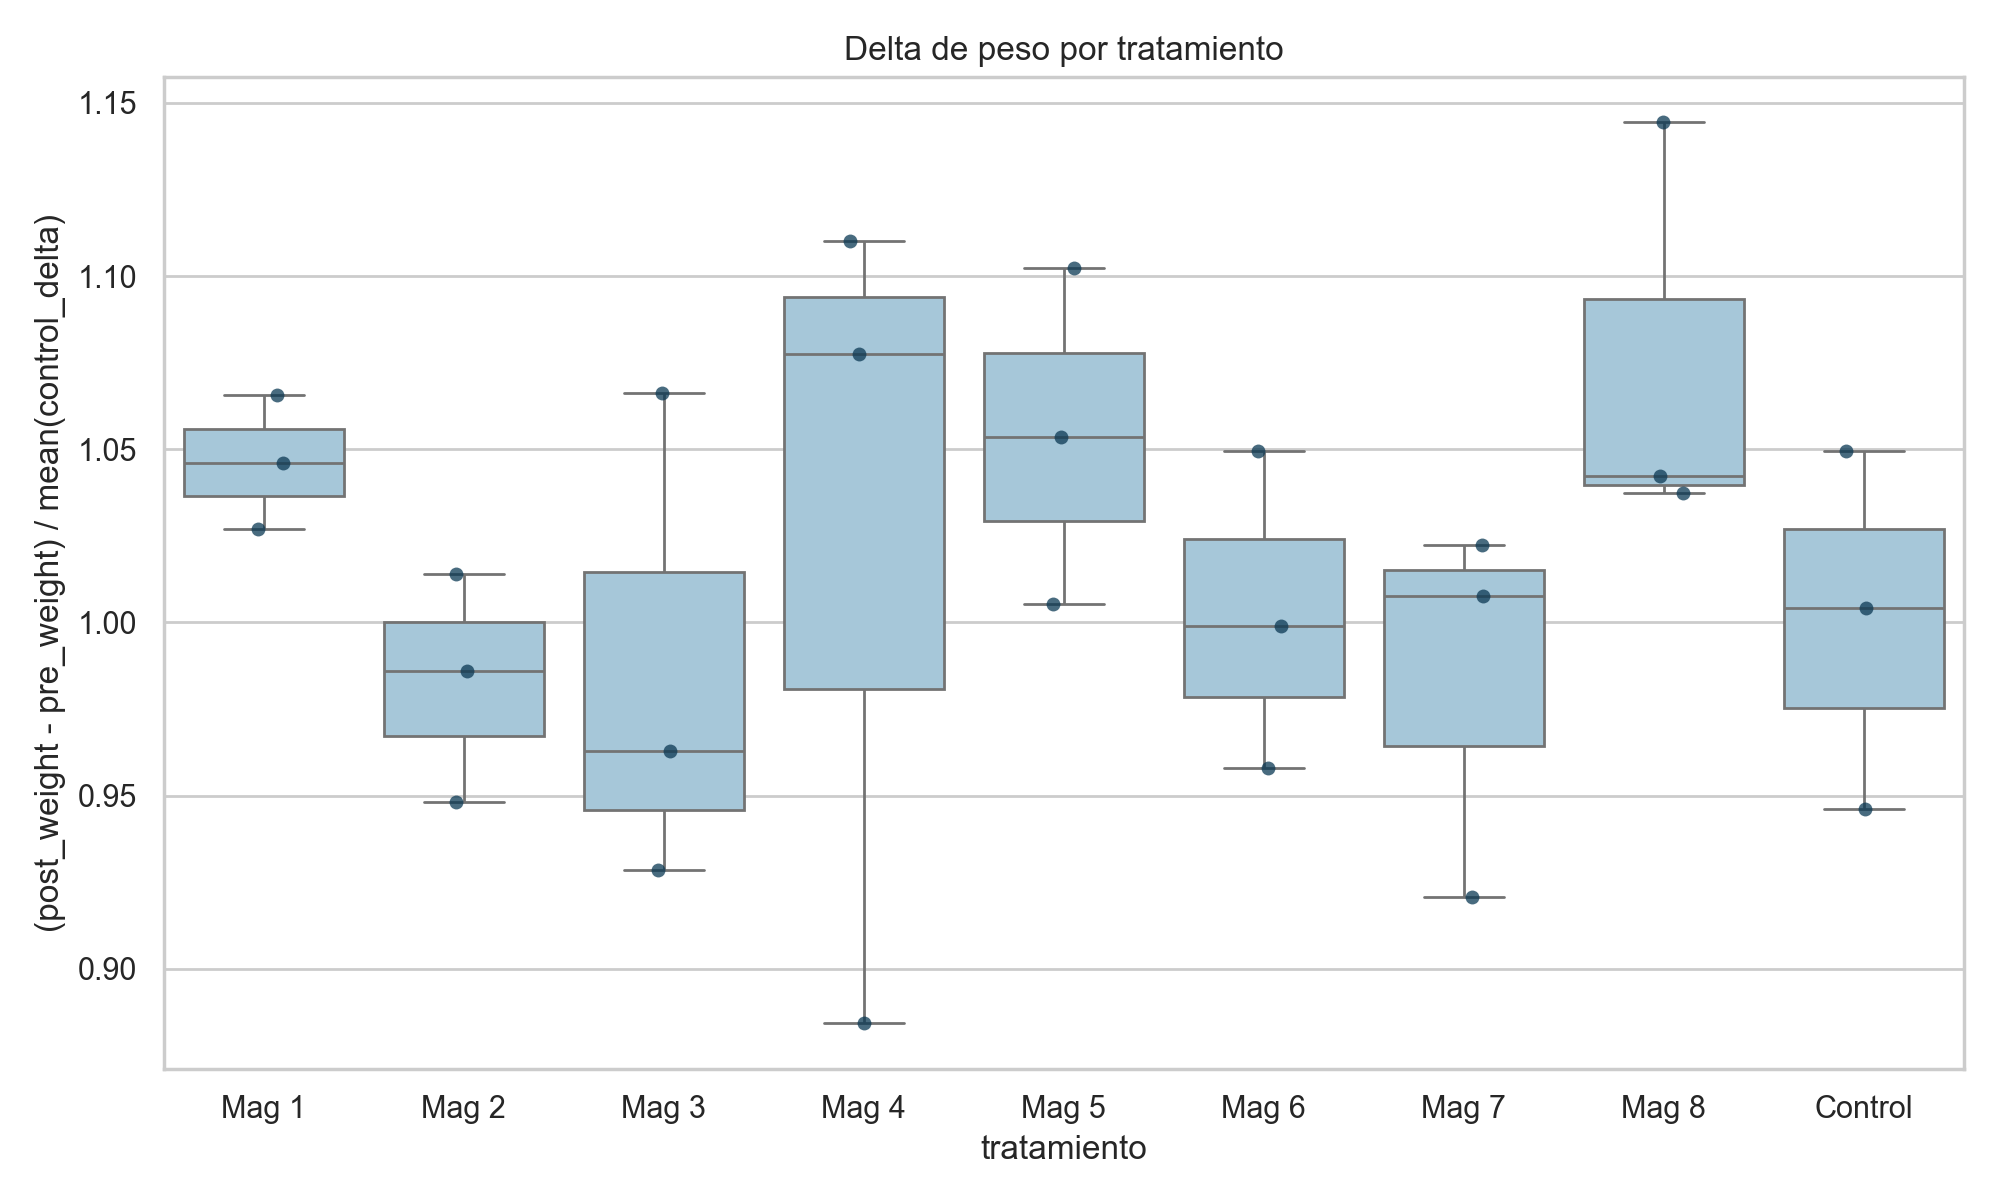 Delta de peso por tratamiento
(post_weight - pre_weight) / mean(control_delta)
1.15
1.10
1.05
1.00
0.95
0.90
Mag 1 Mag 2 Mag 3 Mag 4 Mag 5 Mag 6 Mag 7 Mag 8 Control
tratamiento